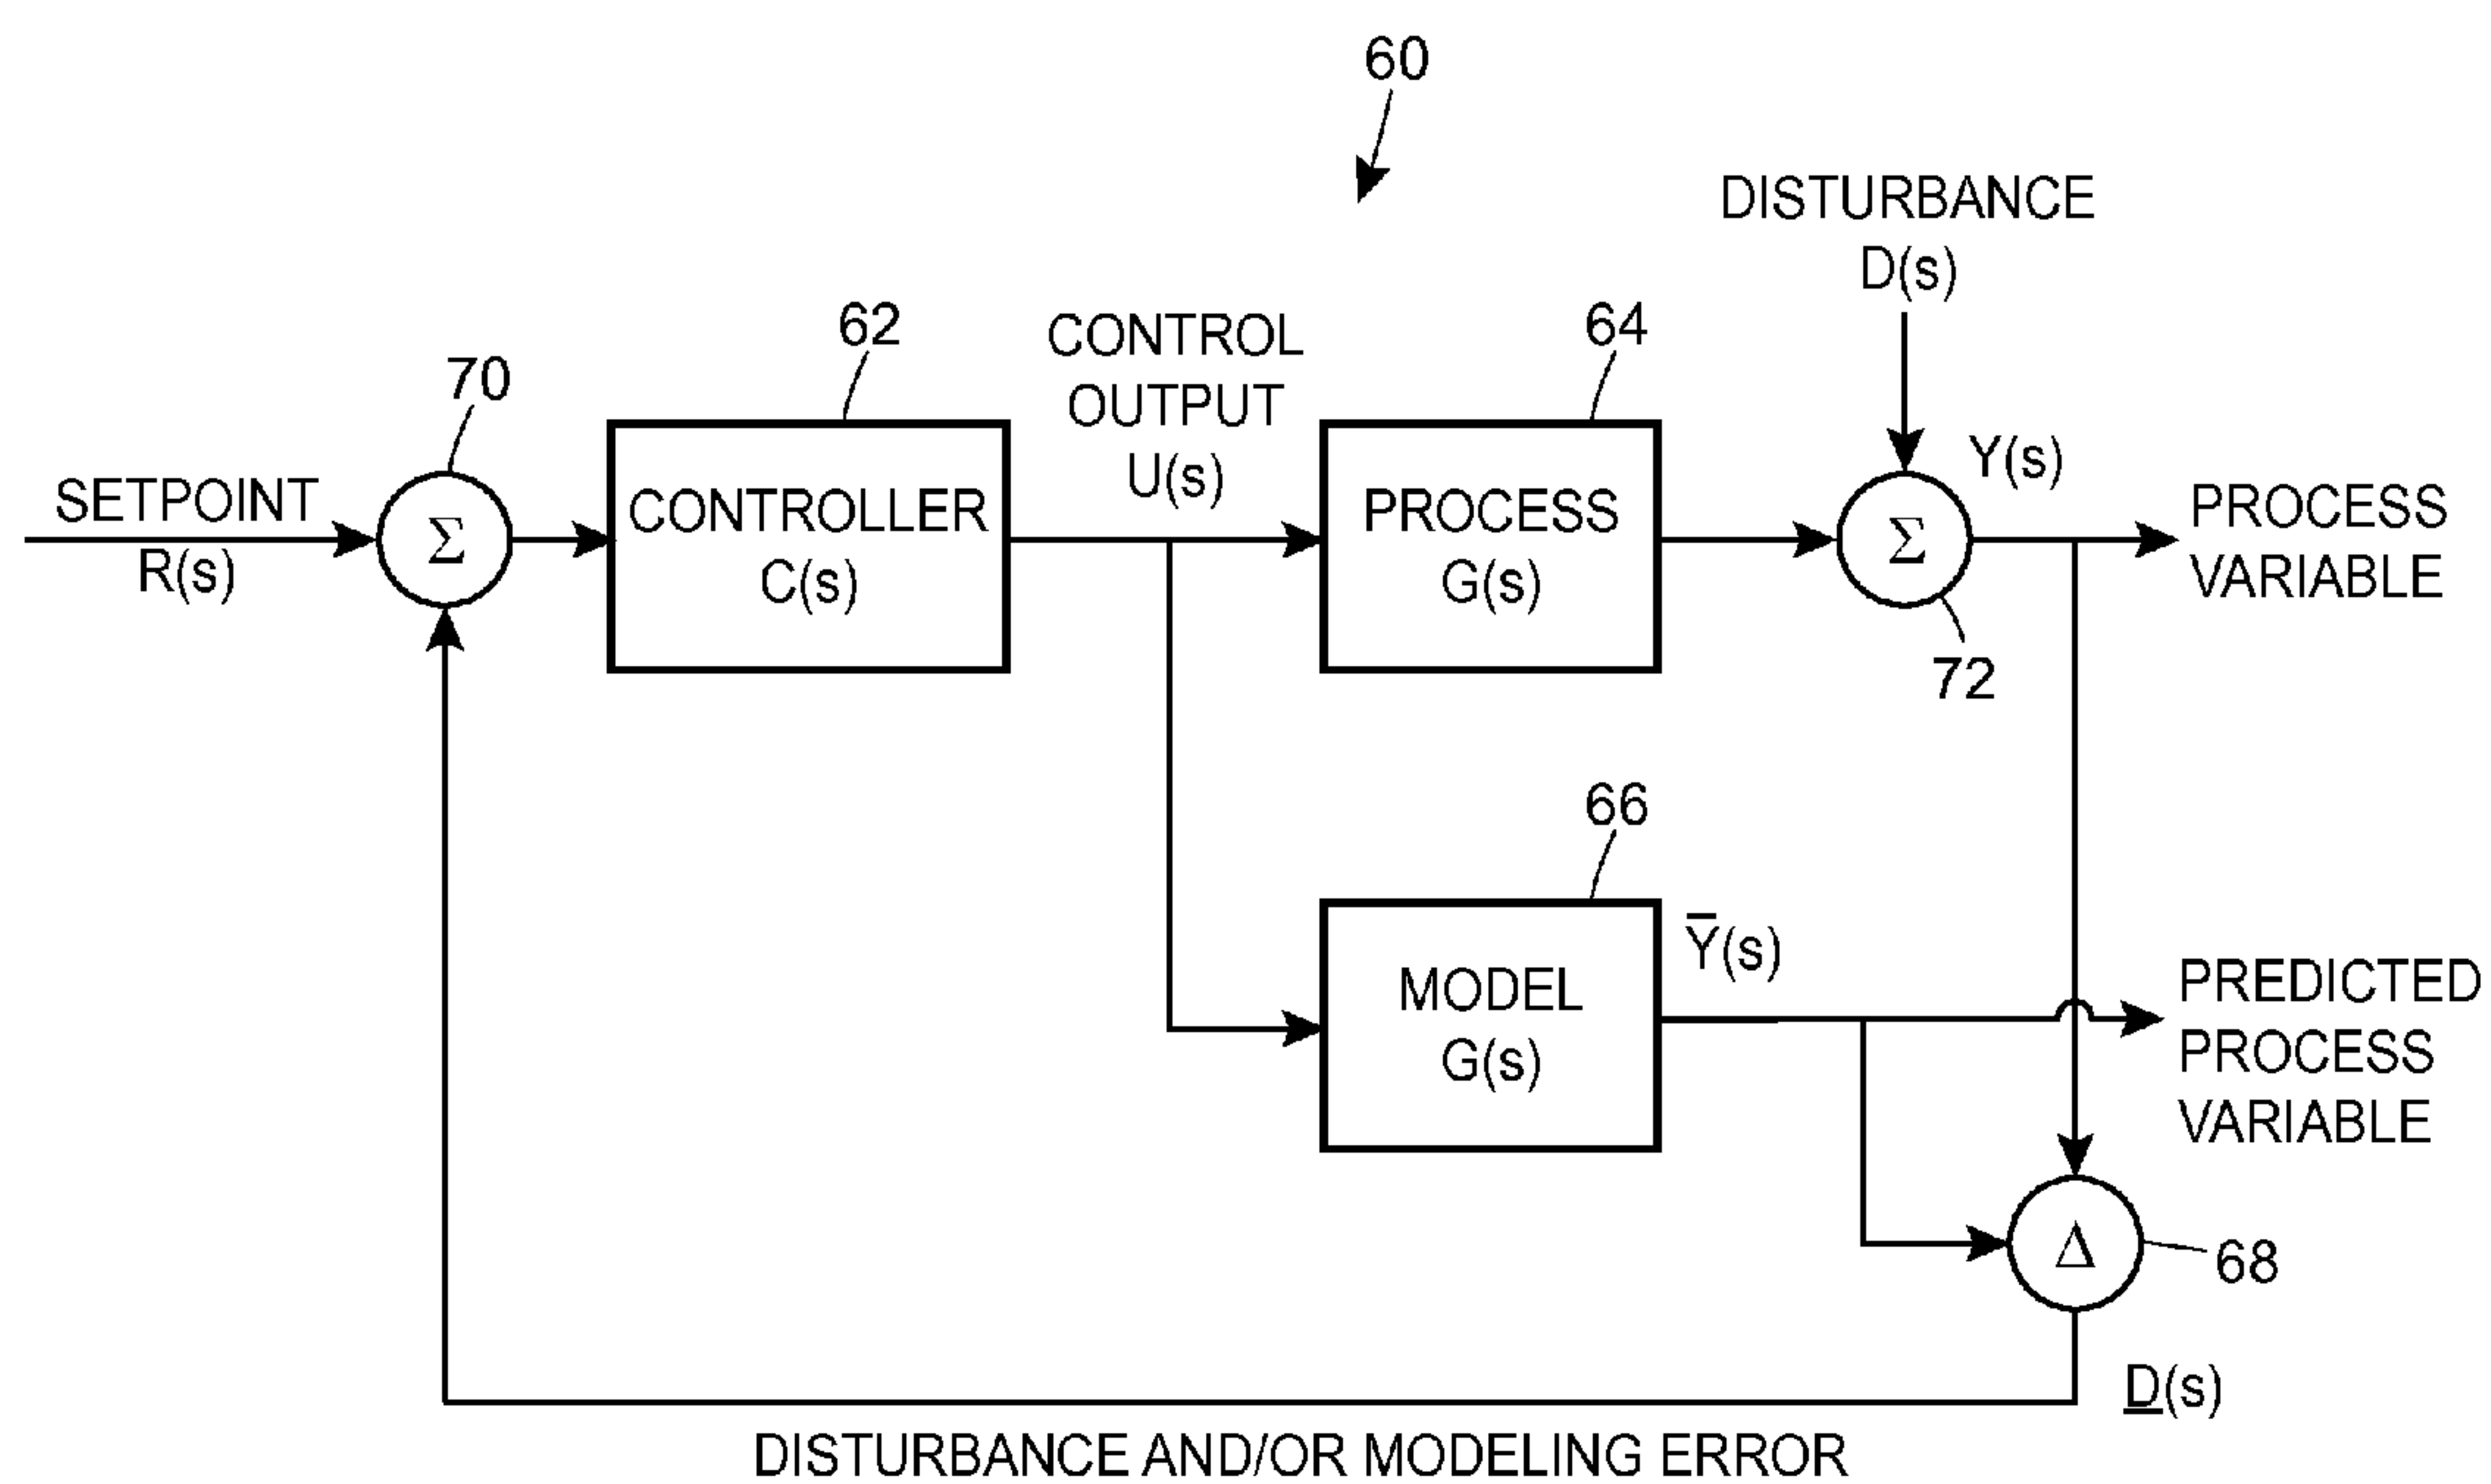 60
DISTURBANCE
D(s)
62
CONTROL
OUTPUT
U(s)
64
70
Y(s)
SETPOINT
R(s)
Σ
CONTROLLER
C(s)
PROCESS
G(s)
Σ
PROCESS
VARIABLE
72
66
Y̅(s)
MODEL
G(s)
PREDICTED
PROCESS
VARIABLE
Δ
68
D̲(s)
DISTURBANCE AND/OR MODELING ERROR